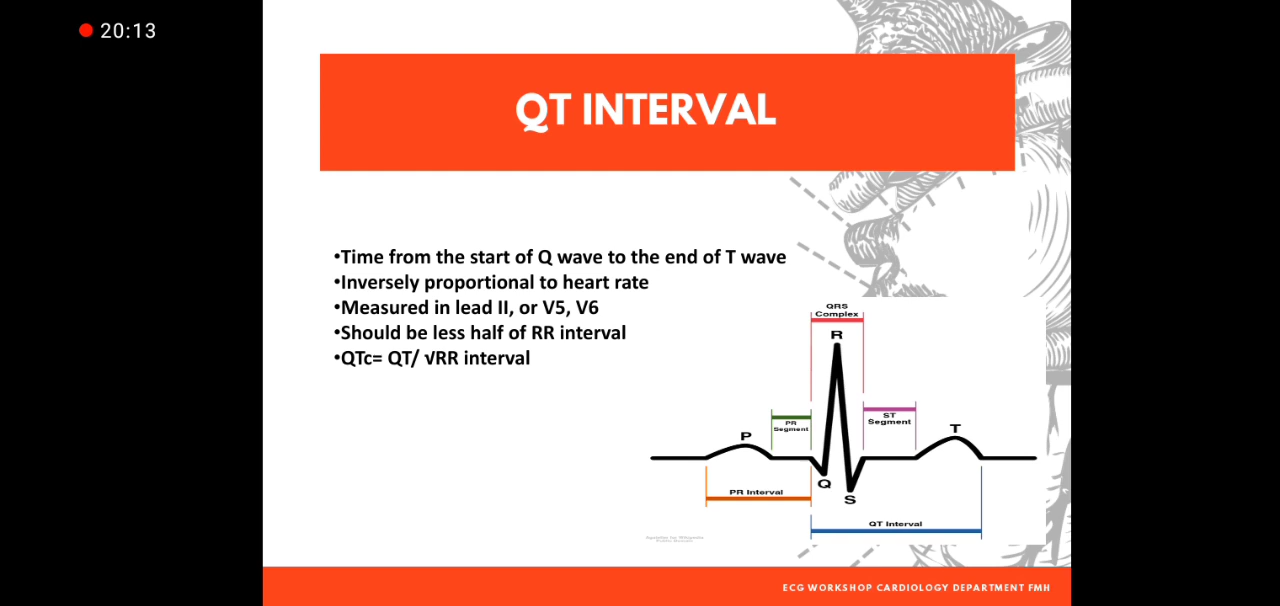 20:13
QT INTERVAL
•Time from the start of Q wave to the end of T wave
•Inversely proportional to heart rate
•Measured in lead II, or V5, V6
•Should be less half of RR interval
•QTc= QT/ √RR interval
QRS
Complex
R
PR
Segment
ST
Segment
P
T
Q
S
PR Interval
QT Interval
ECG WORKSHOP CARDIOLOGY DEPARTMENT FMH